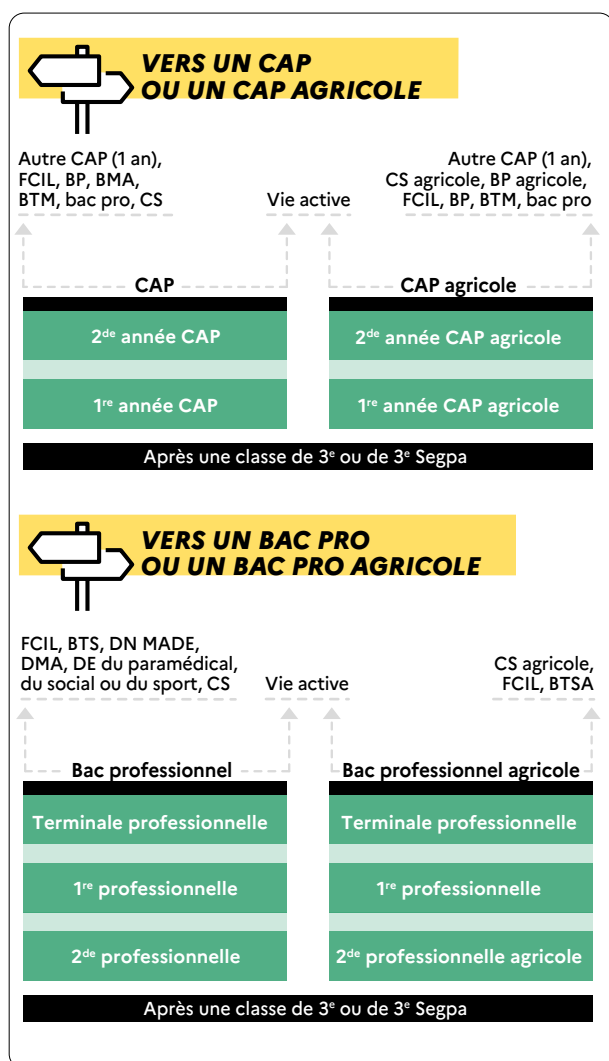 VERS UN CAP
OU UN CAP AGRICOLE
Autre CAP (1 an),
FCIL, BP, BMA,
BTM, bac pro, CS
Vie active
Autre CAP (1 an),
CS agricole, BP agricole,
FCIL, BP, BTM, bac pro
CAP
CAP agricole
2de année CAP
2de année CAP agricole
1re année CAP
1re année CAP agricole
Après une classe de 3e ou de 3e Segpa
VERS UN BAC PRO
OU UN BAC PRO AGRICOLE
FCIL, BTS, DN MADE,
DMA, DE du paramédical,
du social ou du sport, CS
Vie active
CS agricole,
FCIL, BTSA
Bac professionnel
Bac professionnel agricole
Terminale professionnelle
Terminale professionnelle
1re professionnelle
1re professionnelle
2de professionnelle
2de professionnelle agricole
Après une classe de 3e ou de 3e Segpa